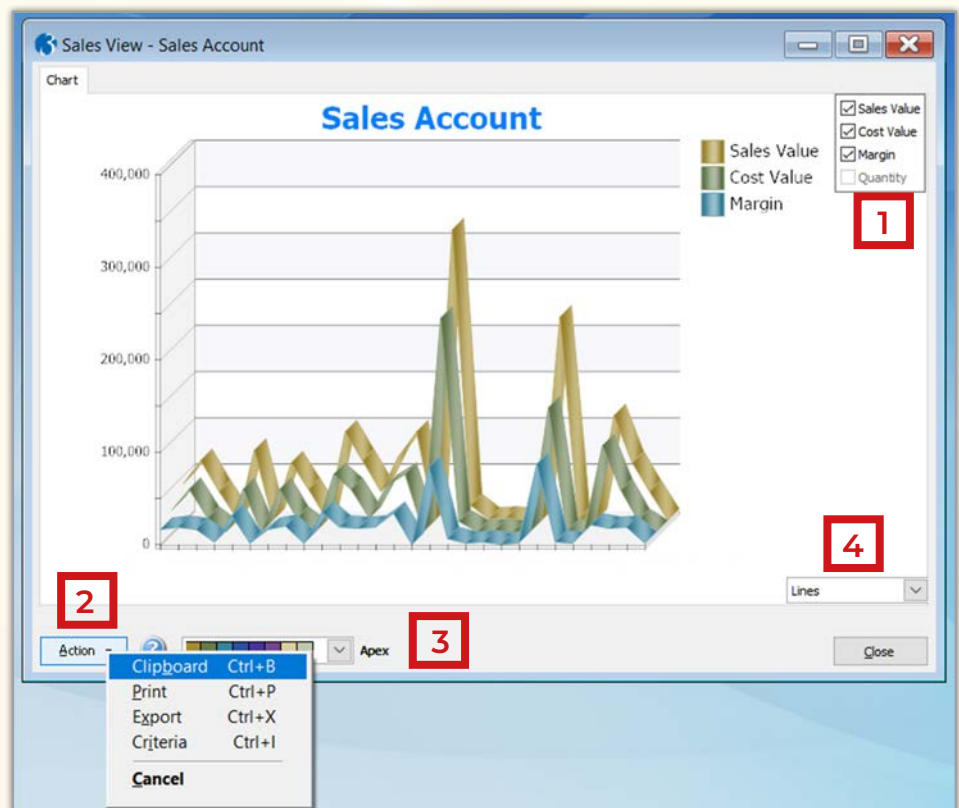 Sales View - Sales Account
Chart
Sales Account
Sales Value
Cost Value
Margin
Quantity
1
Sales Value
Cost Value
Margin
400,000
300,000
200,000
100,000
0
4
Lines
2
3
Action
Apex
Close
Clipboard Ctrl+B
Print Ctrl+P
Export Ctrl+X
Criteria Ctrl+I
Cancel